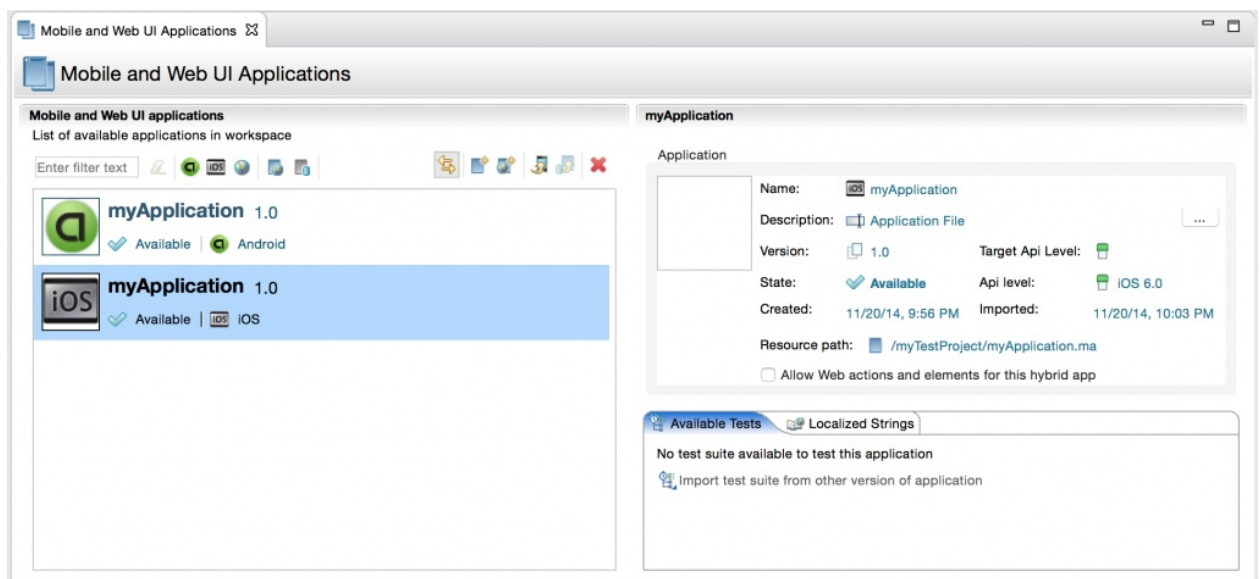 Mobile and Web UI Applications
Mobile and Web UI Applications
Mobile and Web UI applications
List of available applications in workspace
Enter filter text
iOS
myApplication 1.0
Available | Android
iOS
myApplication 1.0
Available | iOS iOS
myApplication
Application
Name: iOS myApplication
Description: Application File
...
Version: 1.0 Target Api Level:
State: Available Api level: iOS 6.0
Created: 11/20/14, 9:56 PM Imported: 11/20/14, 10:03 PM
Resource path: /myTestProject/myApplication.ma
Allow Web actions and elements for this hybrid app
Available Tests Localized Strings
No test suite available to test this application
Import test suite from other version of application